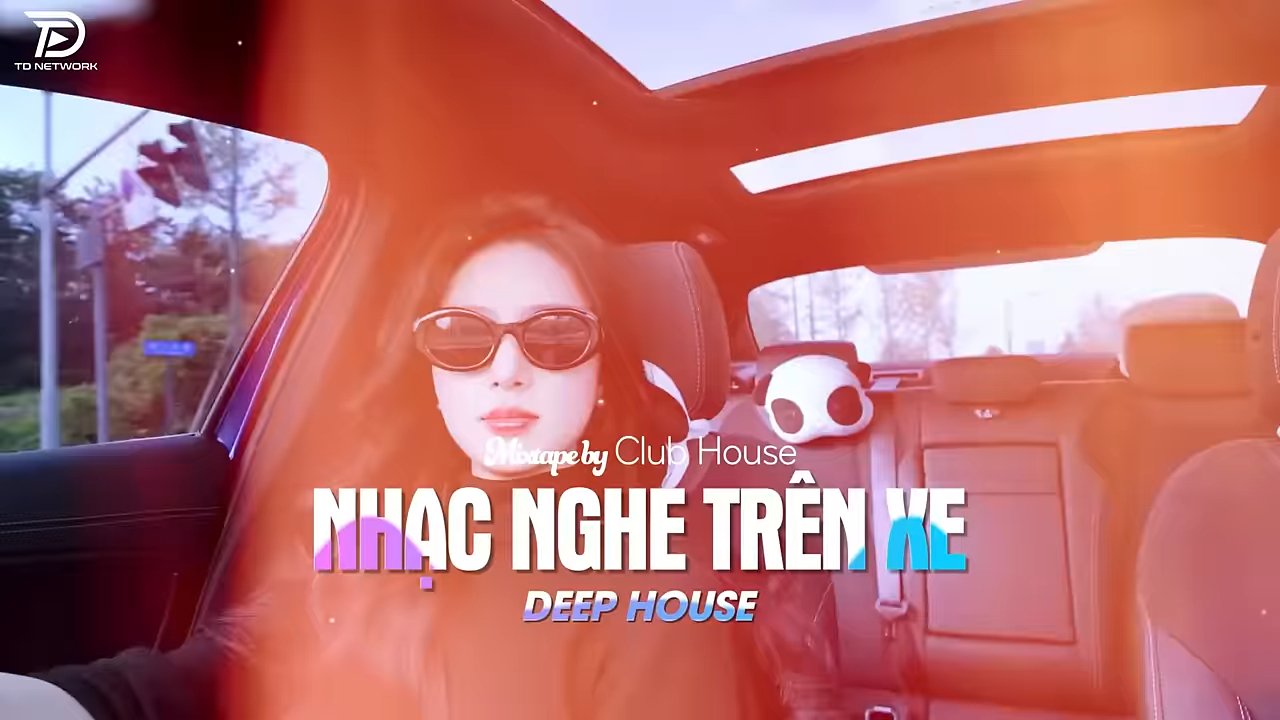 TD NETWORK
Mixtape by Club House
NHẠC NGHE TRÊN XE
DEEP HOUSE